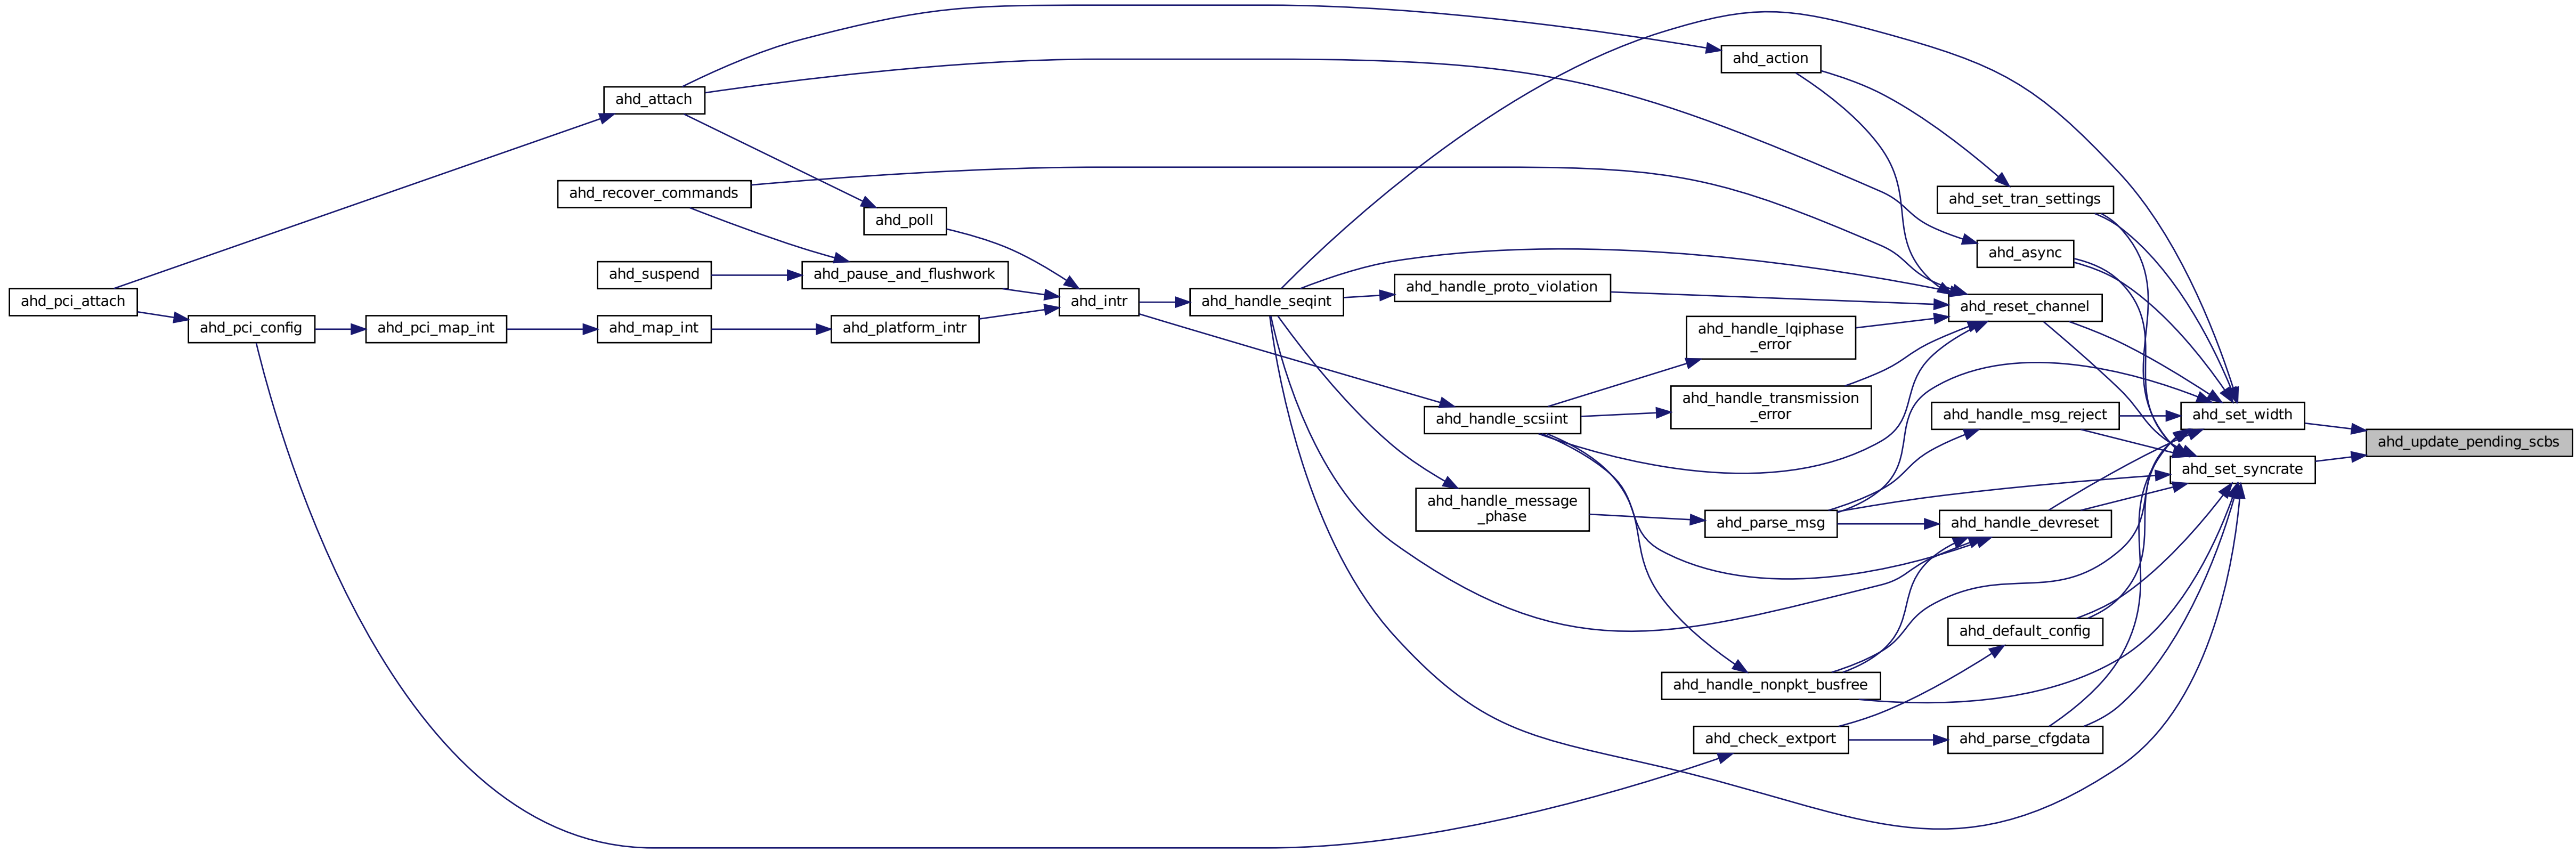 ahd_action
ahd_attach
ahd_recover_commands
ahd_set_tran_settings
ahd_poll
ahd_async
ahd_suspend
ahd_pause_and_flushwork
ahd_handle_proto_violation
ahd_pci_attach
ahd_intr
ahd_handle_seqint
ahd_reset_channel
ahd_pci_config
ahd_pci_map_int
ahd_map_int
ahd_platform_intr
ahd_handle_lqiphase
_error
ahd_handle_transmission
_error
ahd_handle_scsiint
ahd_handle_msg_reject
ahd_set_width
ahd_update_pending_scbs
ahd_set_syncrate
ahd_handle_message
_phase
ahd_parse_msg
ahd_handle_devreset
ahd_default_config
ahd_handle_nonpkt_busfree
ahd_check_extport
ahd_parse_cfgdata